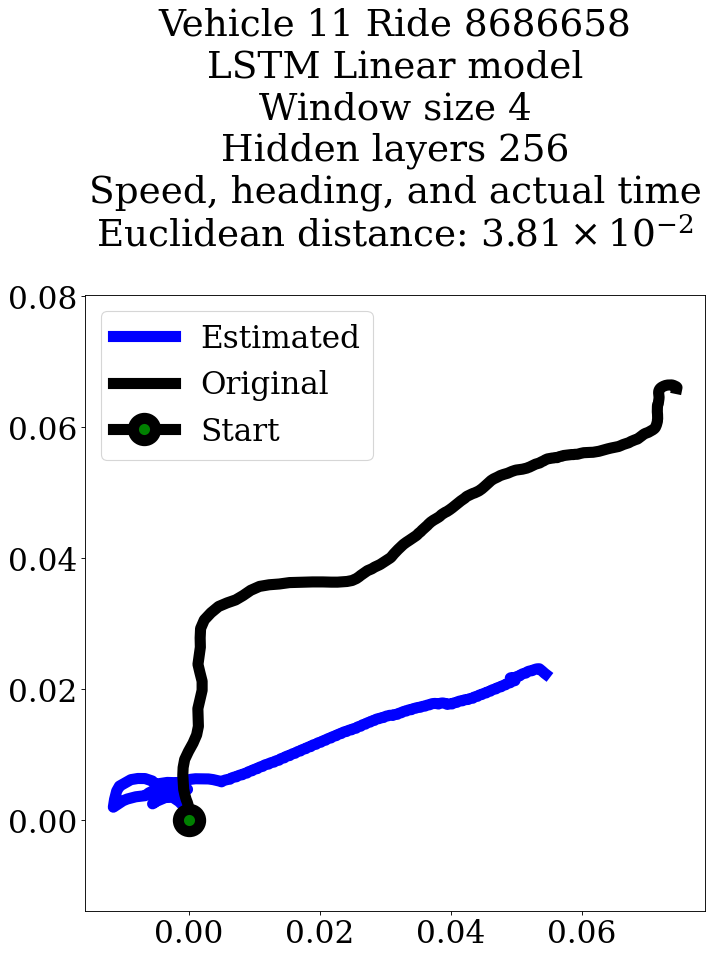 Vehicle 11 Ride 8686658
LSTM Linear model
Window size 4
Hidden layers 256
Speed, heading, and actual time
Euclidean distance: 3.81 × 10⁻²
Estimated
Original
Start
0.08
0.06
0.04
0.02
0.00
0.00 0.02 0.04 0.06